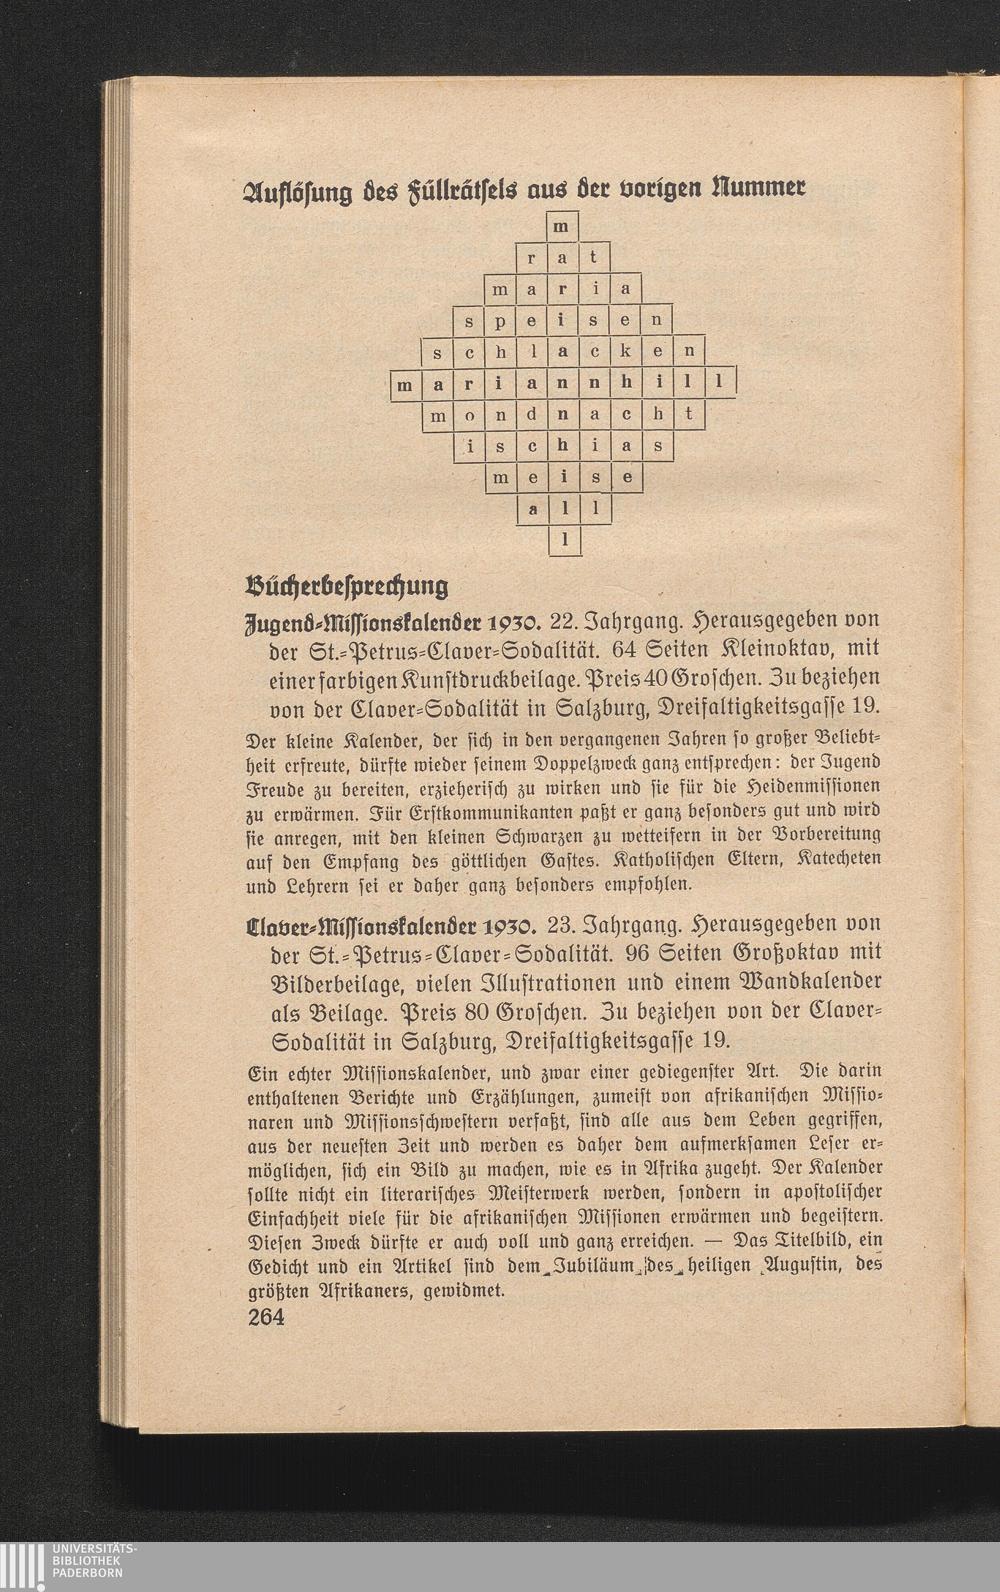 Auflösung des Füllrätsels aus der vorigen Nummer
m
r a t
m a r i a
s p e i s e n
s c h l a c k e n
m a r i a n n h i l l
m o n d n a c h t
i s c h i a s
m e i s e
a l l
l
Bücherbesprechung
Jugend-Missionskalender 1930. 22. Jahrgang. Herausgegeben von
der St.-Petrus-Claver-Sodalität. 64 Seiten Kleinoktav, mit
einer farbigen Kunstdruckbeilage. Preis 40 Groschen. Zu beziehen
von der Claver-Sodalität in Salzburg, Dreifaltigkeitsgasse 19.
Der kleine Kalender, der sich in den vergangenen Jahren so großer Beliebt-
heit erfreute, dürfte wieder seinem Doppelzweck ganz entsprechen: der Jugend
Freude zu bereiten, erzieherisch zu wirken und sie für die Heidenmissionen
zu erwärmen. Für Erstkommunikanten paßt er ganz besonders gut und wird
sie anregen, mit den kleinen Schwarzen zu wetteifern in der Vorbereitung
auf den Empfang des göttlichen Gastes. Katholischen Eltern, Katecheten
und Lehrern sei er daher ganz besonders empfohlen.
Claver-Missionskalender 1930. 23. Jahrgang. Herausgegeben von
der St.-Petrus-Claver-Sodalität. 96 Seiten Großoktav mit
Bilderbeilage, vielen Illustrationen und einem Wandkalender
als Beilage. Preis 80 Groschen. Zu beziehen von der Claver-
Sodalität in Salzburg, Dreifaltigkeitsgasse 19.
Ein echter Missionskalender, und zwar einer gediegenster Art. Die darin
enthaltenen Berichte und Erzählungen, zumeist von afrikanischen Missio-
naren und Missionsschwestern verfaßt, sind alle aus dem Leben gegriffen,
aus der neuesten Zeit und werden es daher dem aufmerksamen Leser er-
möglichen, sich ein Bild zu machen, wie es in Afrika zugeht. Der Kalender
sollte nicht ein literarisches Meisterwerk werden, sondern in apostolischer
Einfachheit viele für die afrikanischen Missionen erwärmen und begeistern.
Diesen Zweck dürfte er auch voll und ganz erreichen. — Das Titelbild, ein
Gedicht und ein Artikel sind dem Jubiläum des heiligen Augustin, des
größten Afrikaners, gewidmet.
264
UNIVERSITÄTS-
BIBLIOTHEK
PADERBORN